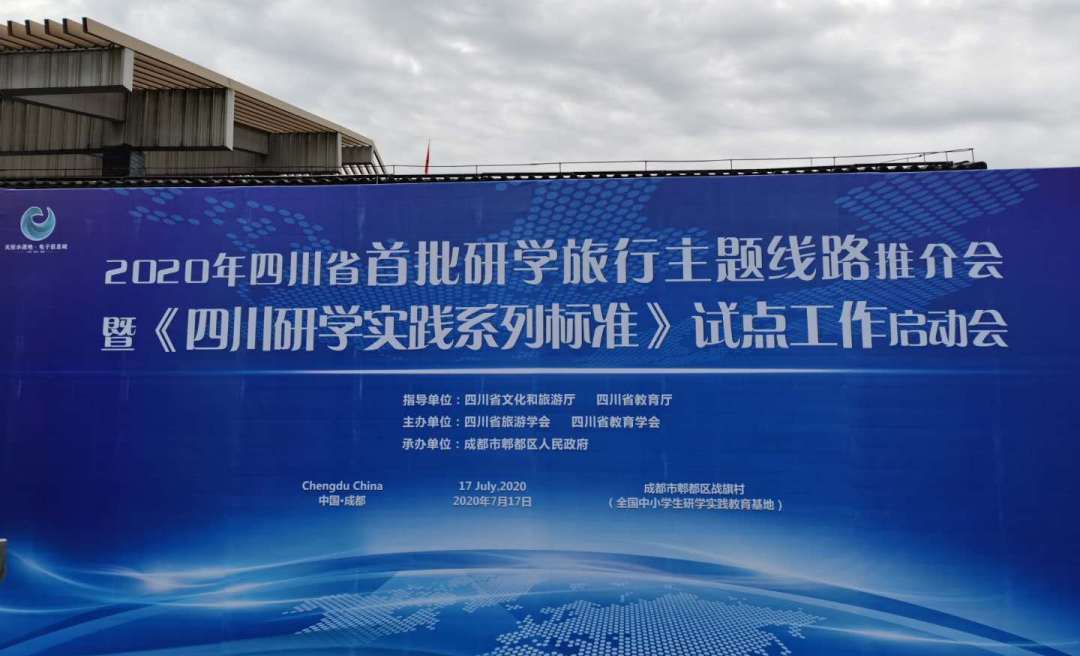 2020年四川省首批研学旅行主题线路推介会
暨《四川研学实践系列标准》试点工作启动会
指导单位：四川省文化和旅游厅 四川省教育厅
主办单位：四川省旅游学会 四川省教育学会
承办单位：成都市郫都区人民政府
Chengdu China 17 July,2020 成都市郫都区战旗村
中国·成都 2020年7月17日 （全国中小学生研学实践教育基地）